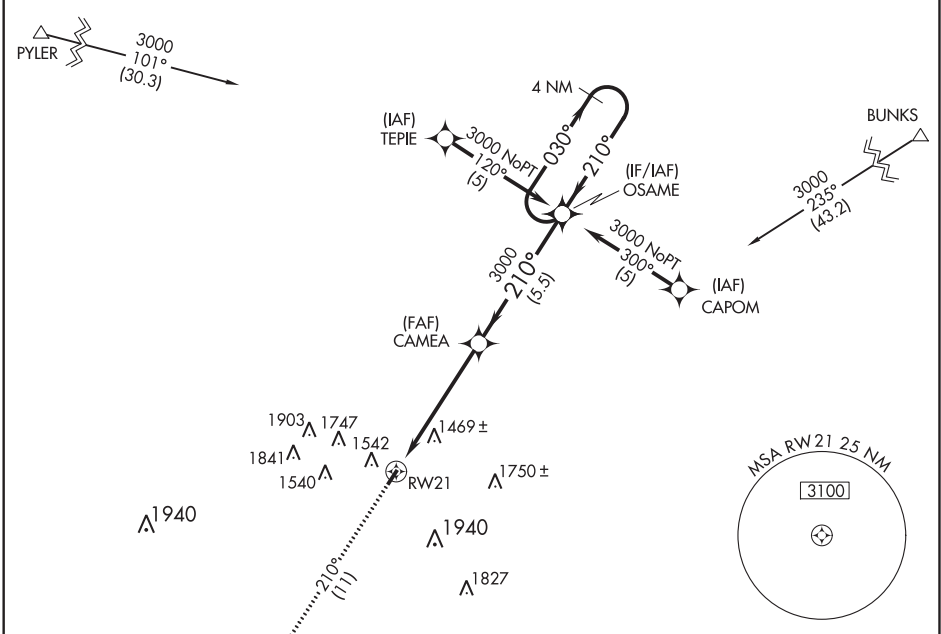 PYLER
3000
101°
(30.3)
4 NM
030°
210°
(IAF)
TEPIE
3000 NoPT
120°
(5)
(IF/IAF)
OSAME
BUNKS
3000
235°
(43.2)
3000 NoPT
300°
(5)
(IAF)
CAPOM
3000
210°
(5.5)
(FAF)
CAMEA
1903
1747
1469 ±
1841
1542
1540
RW21
1750 ±
1940
1940
1827
210°
(11)
MSA RW21 25 NM
3100